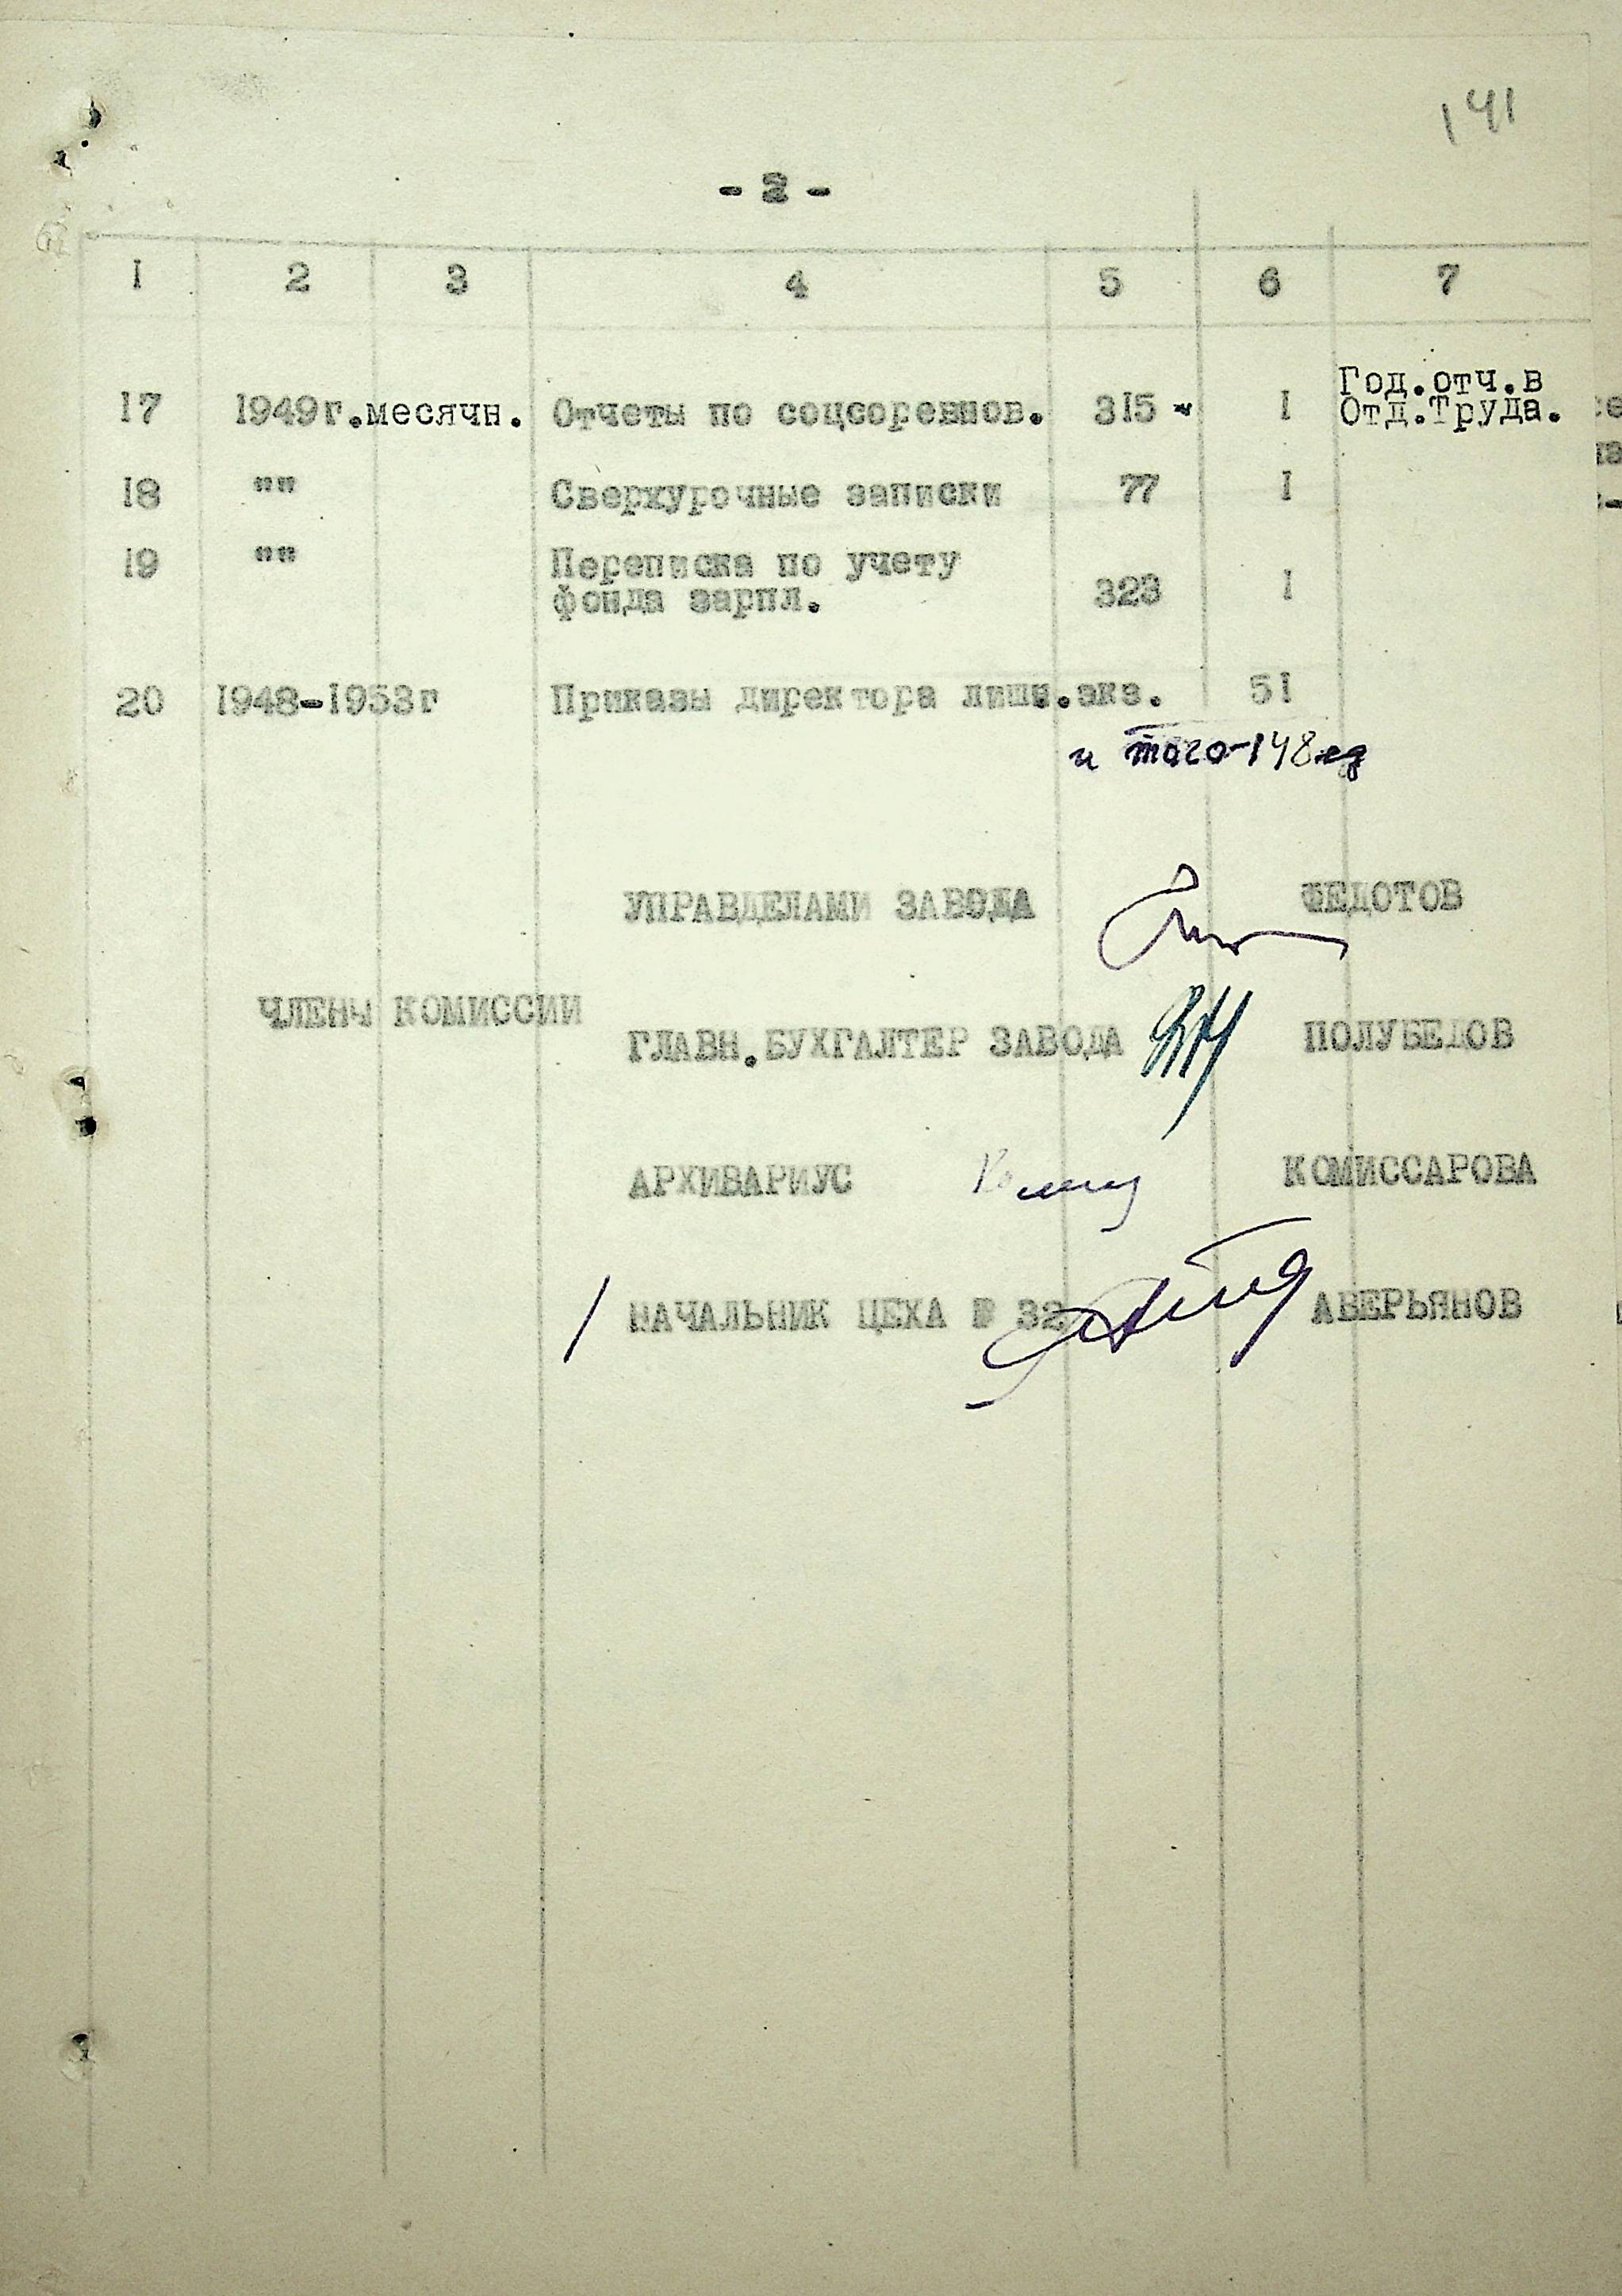 141
- 2 -
1 2 3 4 5 6 7
17 1949г. месячн. Отчеты по соцсоревнов. 315 - 1 Год.отч.в
Отд.Труда.
18 "" Сверхурочные записки 77 1
19 "" Переписка по учету
фонда зарпл. 323 1
20 1948-1953г Приказы директора лишн.экз. 51
итого-148 ед
УПРАВДЕЛАМИ ЗАВОДА ФЕДОТОВ
ЧЛЕНЫ КОМИССИИ
ГЛАВН.БУХГАЛТЕР ЗАВОДА ПОЛУБЕДОВ
АРХИВАРИУС КОМИССАРОВА
НАЧАЛЬНИК ЦЕХА № 32 АВЕРЬЯНОВ